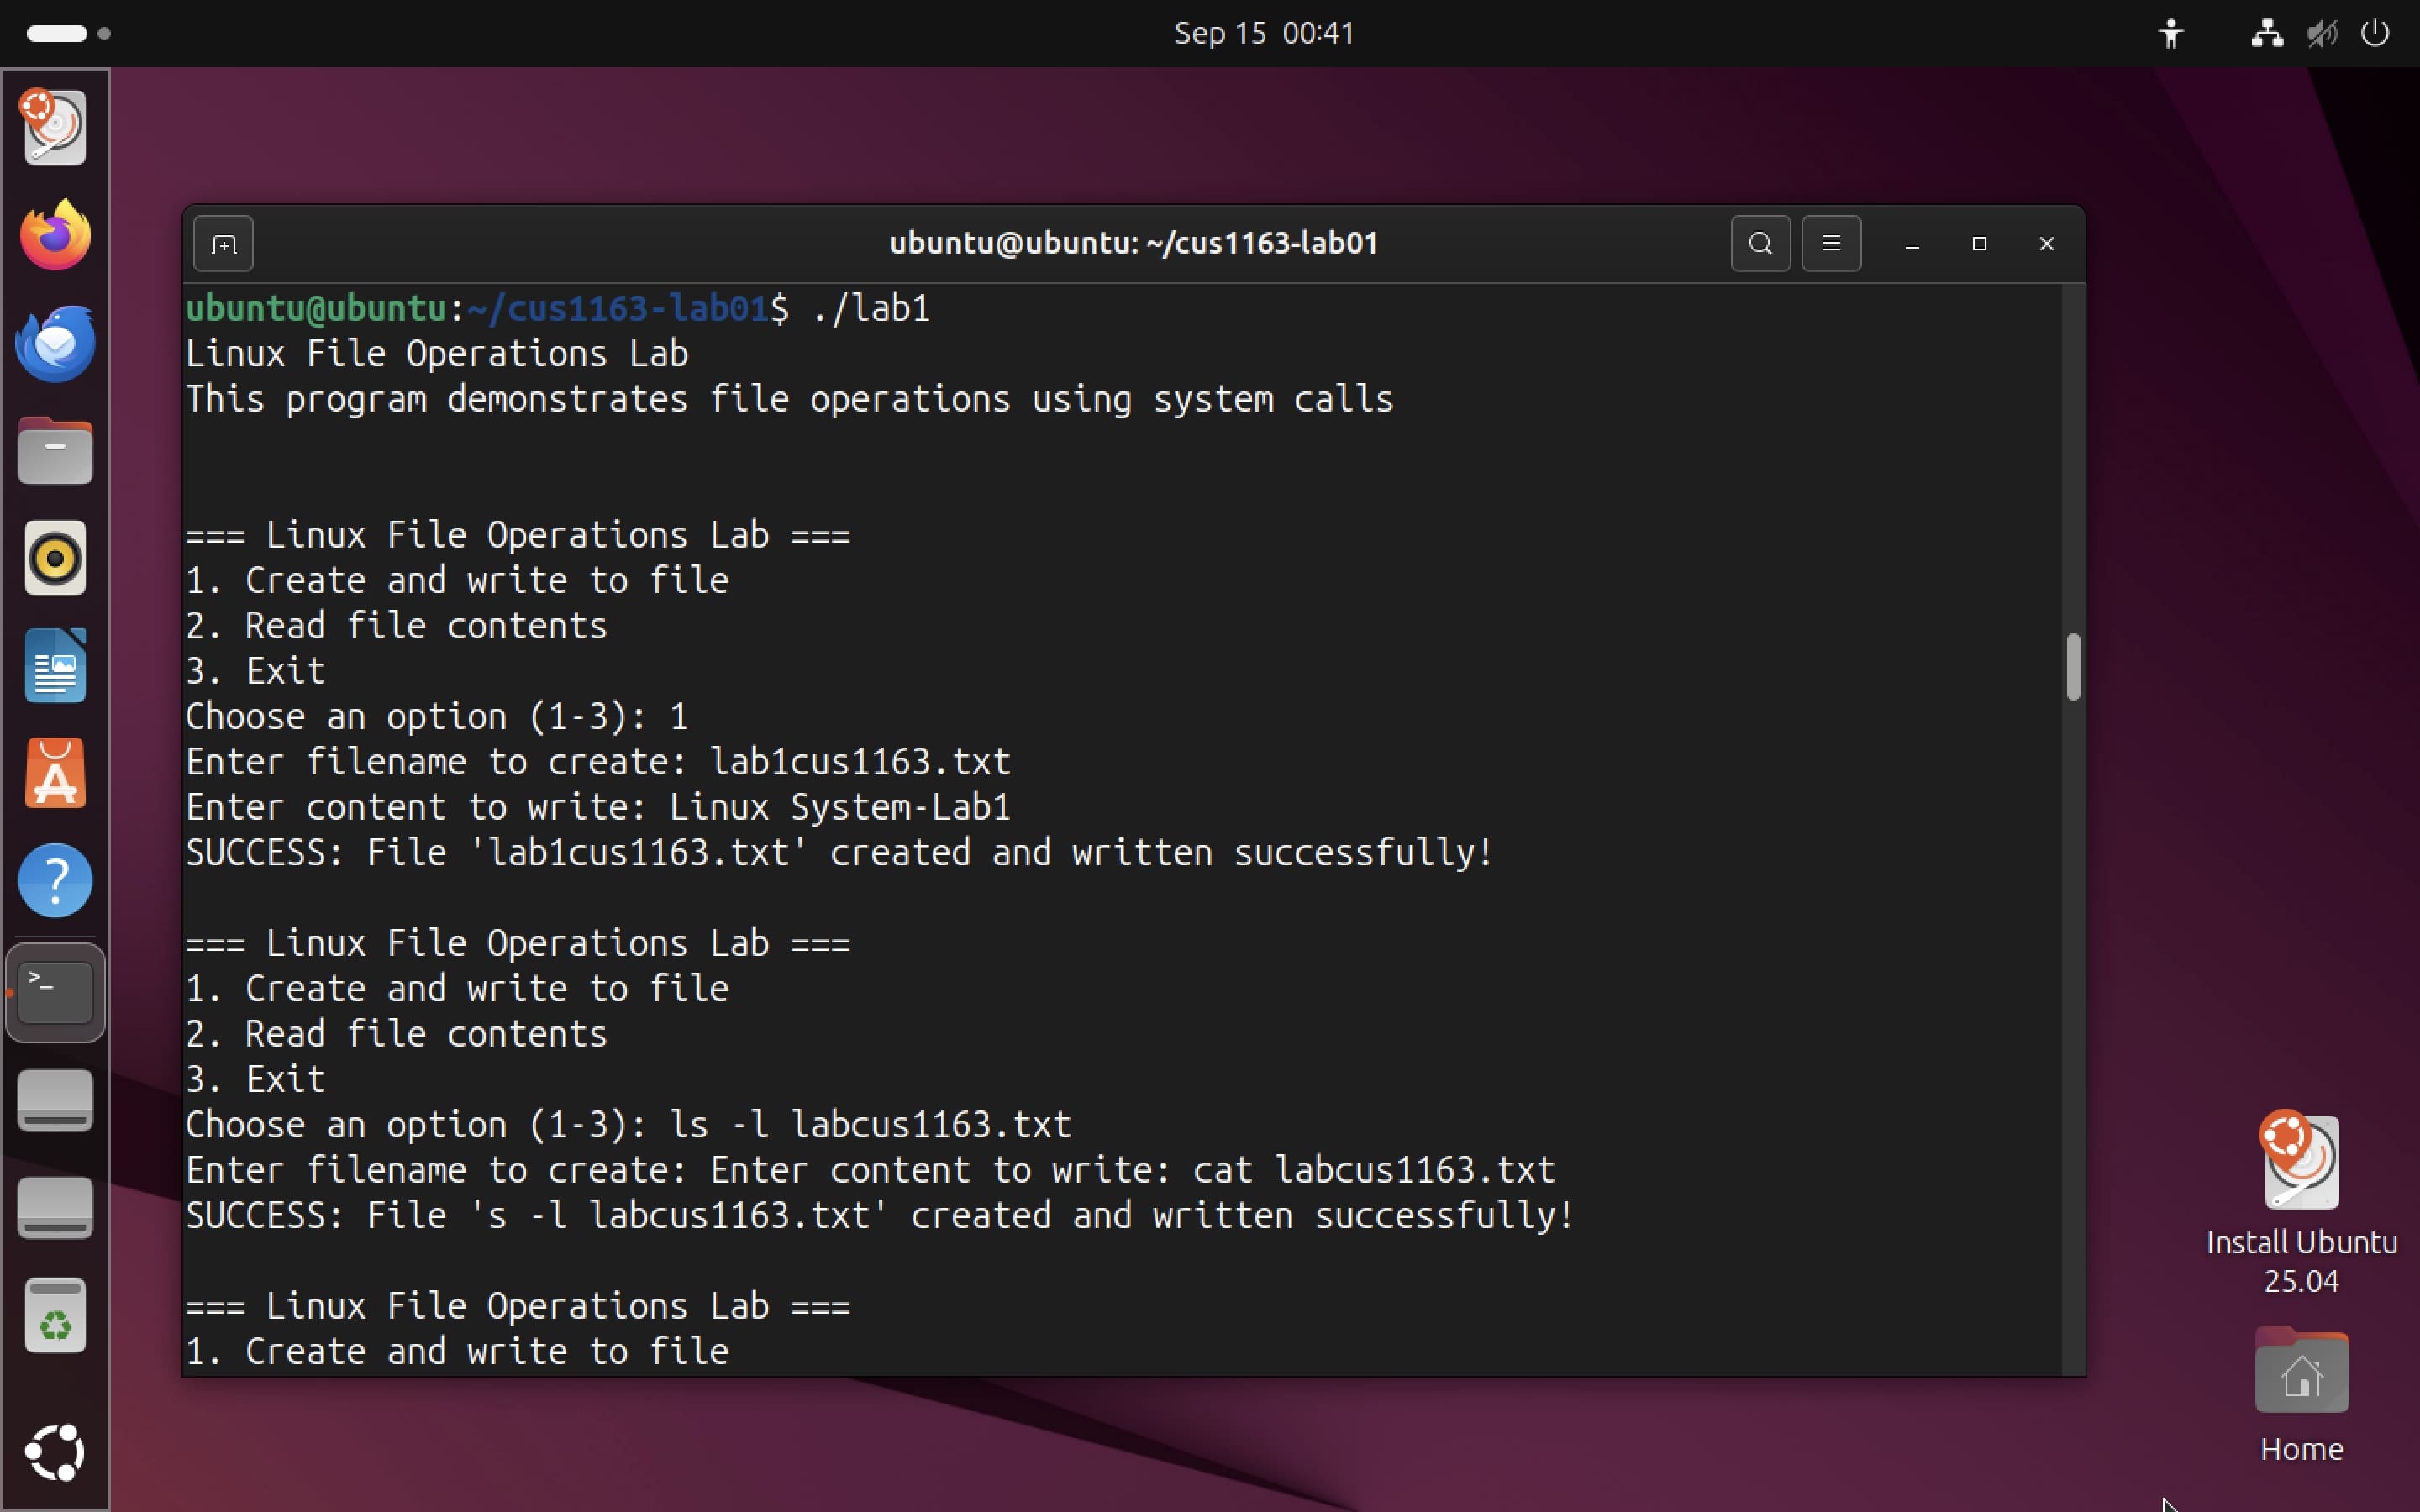 Sep 15 00:41
ubuntu@ubuntu: ~/cus1163-lab01
ubuntu@ubuntu:~/cus1163-lab01$ ./lab1
Linux File Operations Lab
This program demonstrates file operations using system calls
=== Linux File Operations Lab ===
1. Create and write to file
2. Read file contents
3. Exit
Choose an option (1-3): 1
Enter filename to create: lab1cus1163.txt
Enter content to write: Linux System-Lab1
SUCCESS: File 'lab1cus1163.txt' created and written successfully!
=== Linux File Operations Lab ===
1. Create and write to file
2. Read file contents
3. Exit
Choose an option (1-3): ls -l labcus1163.txt
Enter filename to create: Enter content to write: cat labcus1163.txt
SUCCESS: File 's -l labcus1163.txt' created and written successfully!
=== Linux File Operations Lab ===
1. Create and write to file
Install Ubuntu
25.04
Home